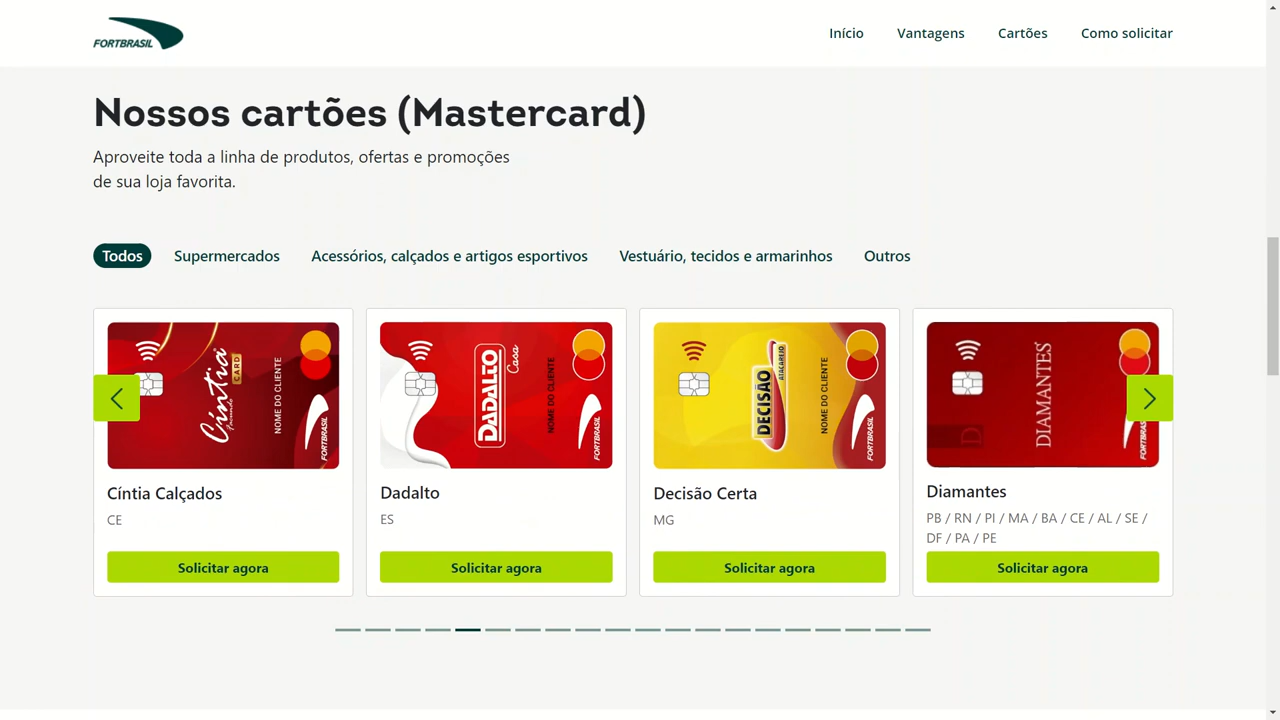 FORTBRASIL
Início
Vantagens
Cartões
Como solicitar
Nossos cartões (Mastercard)
Aproveite toda a linha de produtos, ofertas e promoções
de sua loja favorita.
Todos
Supermercados
Acessórios, calçados e artigos esportivos
Vestuário, tecidos e armarinhos
Outros
Cíntia
CARD
NOME DO CLIENTE
FORTBRASIL
DADALTO
Casa
NOME DO CLIENTE
FORTBRASIL
DECISÃO
ATACAREJO
NOME DO CLIENTE
FORTBRASIL
D
DIAMANTES
FORTBRASIL
Cíntia Calçados
CE
Solicitar agora
Dadalto
ES
Solicitar agora
Decisão Certa
MG
Solicitar agora
Diamantes
PB / RN / PI / MA / BA / CE / AL / SE /
DF / PA / PE
Solicitar agora